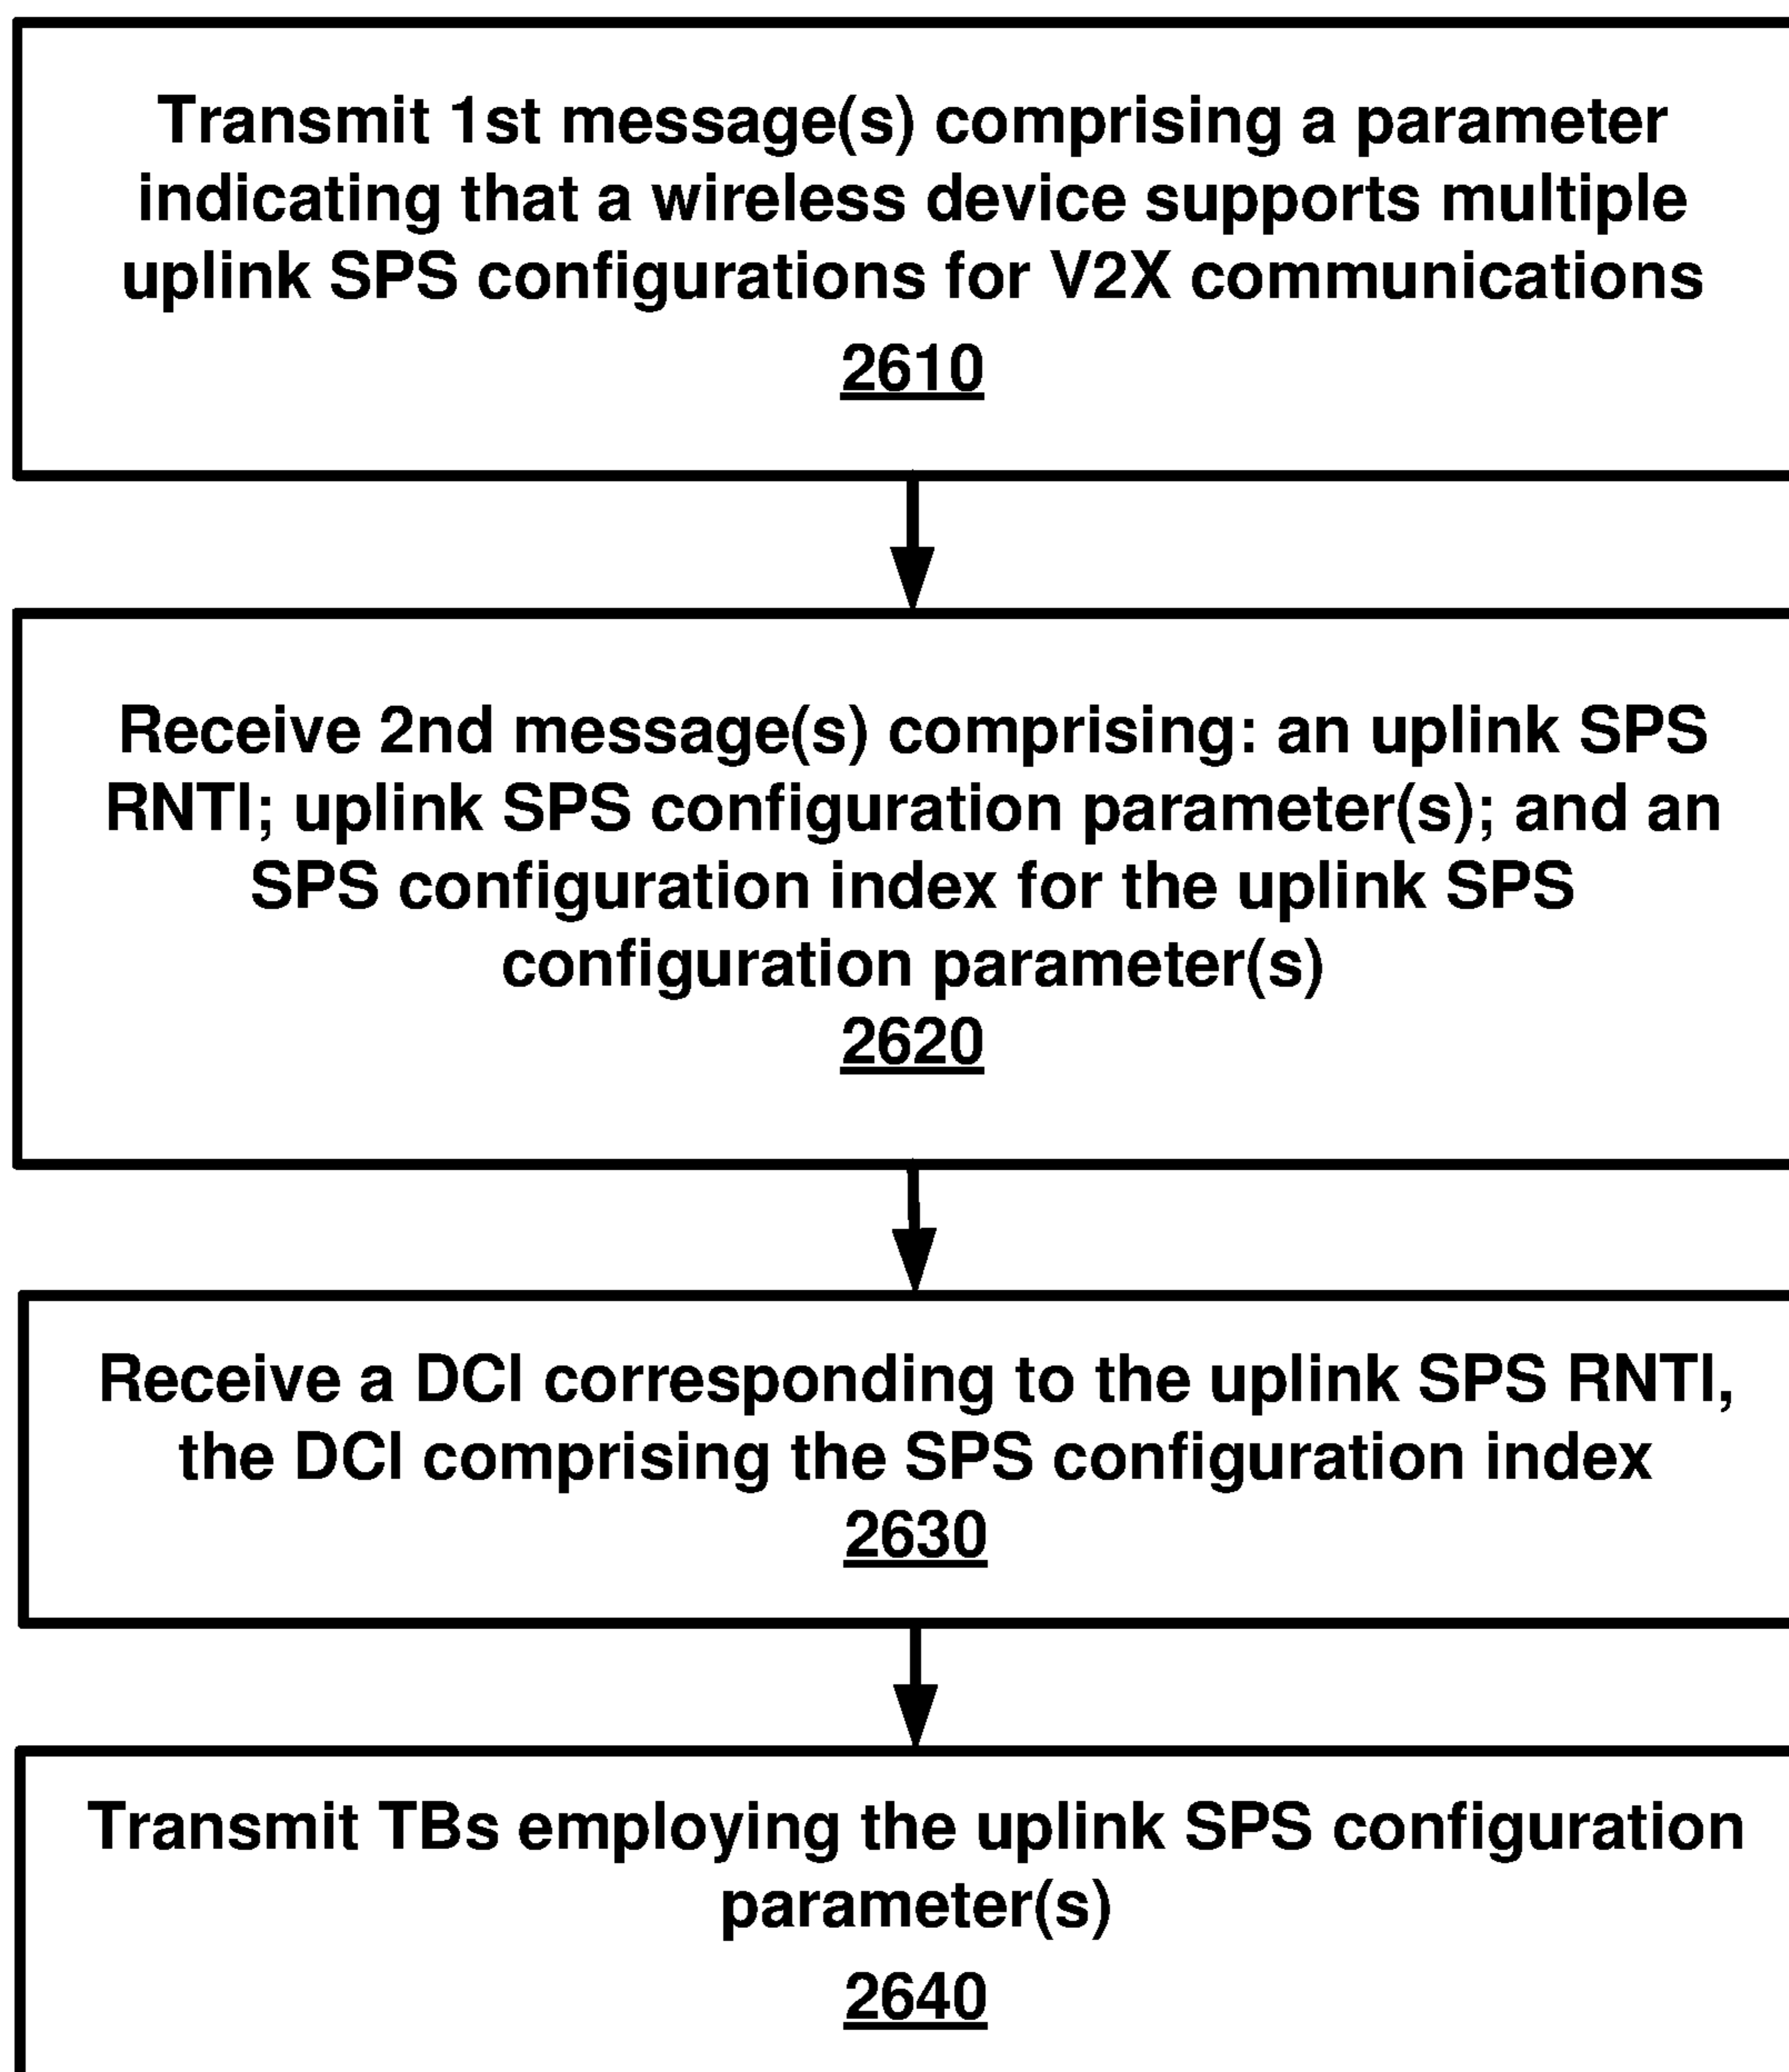 Transmit 1st message(s) comprising a parameter
indicating that a wireless device supports multiple
uplink SPS configurations for V2X communications
2610
Receive 2nd message(s) comprising: an uplink SPS
RNTI; uplink SPS configuration parameter(s); and an
SPS configuration index for the uplink SPS
configuration parameter(s)
2620
Receive a DCI corresponding to the uplink SPS RNTI,
the DCI comprising the SPS configuration index
2630
Transmit TBs employing the uplink SPS configuration
parameter(s)
2640